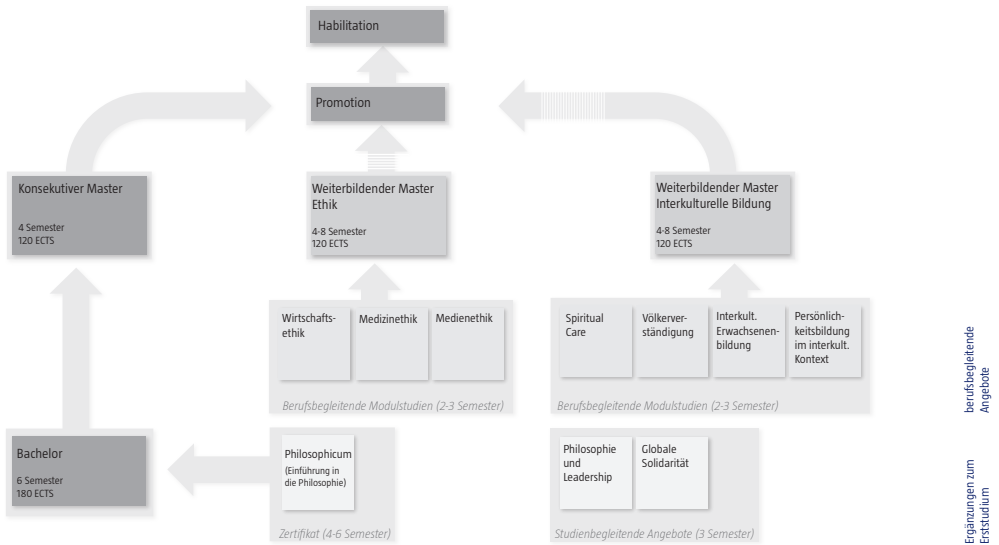 Habilitation
Promotion
Konsekutiver Master
4 Semester
120 ECTS
Weiterbildender Master
Ethik
4-8 Semester
120 ECTS
Weiterbildender Master
Interkulturelle Bildung
4-8 Semester
120 ECTS
Wirtschafts-
ethik
Medizinethik
Medienethik
Berufsbegleitende Modulstudien (2-3 Semester)
Spiritual
Care
Völkerver-
ständigung
Interkult.
Erwachsenen-
bildung
Persönlich-
keitsbildung
im interkult.
Kontext
Berufsbegleitende Modulstudien (2-3 Semester)
berufsbegleitende
Angebote
Bachelor
6 Semester
180 ECTS
Philosophicum
(Einführung in
die Philosophie)
Zertifikat (4-6 Semester)
Philosophie
und
Leadership
Globale
Solidarität
Studienbegleitende Angebote (3 Semester)
Ergänzungen zum
Erststudium